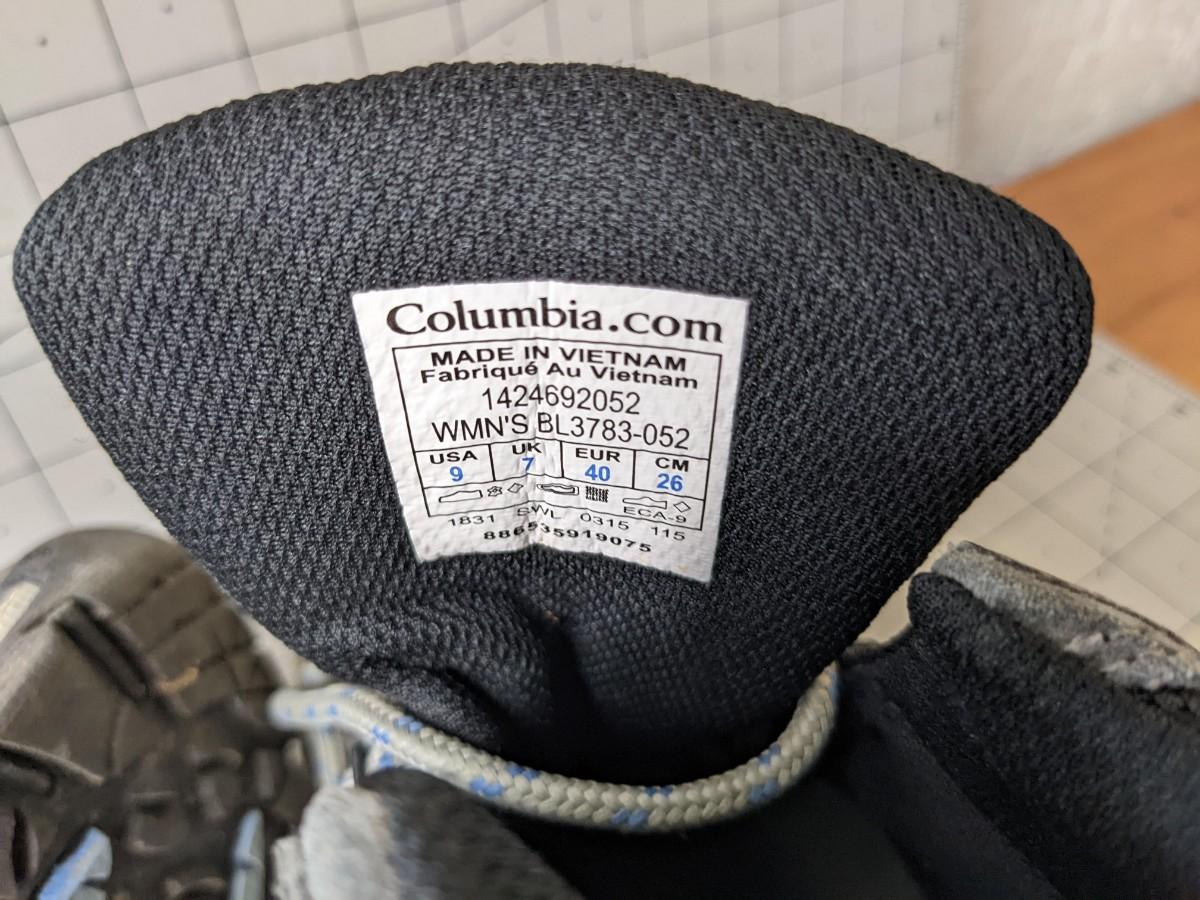 Columbia.com
MADE IN VIETNAM
Fabriqué Au Vietnam
1424692052
WMN'S BL3783-052
USA UK EUR CM
9 7 40 26
ECA-9
1831 SWL 0315 115
886535919075